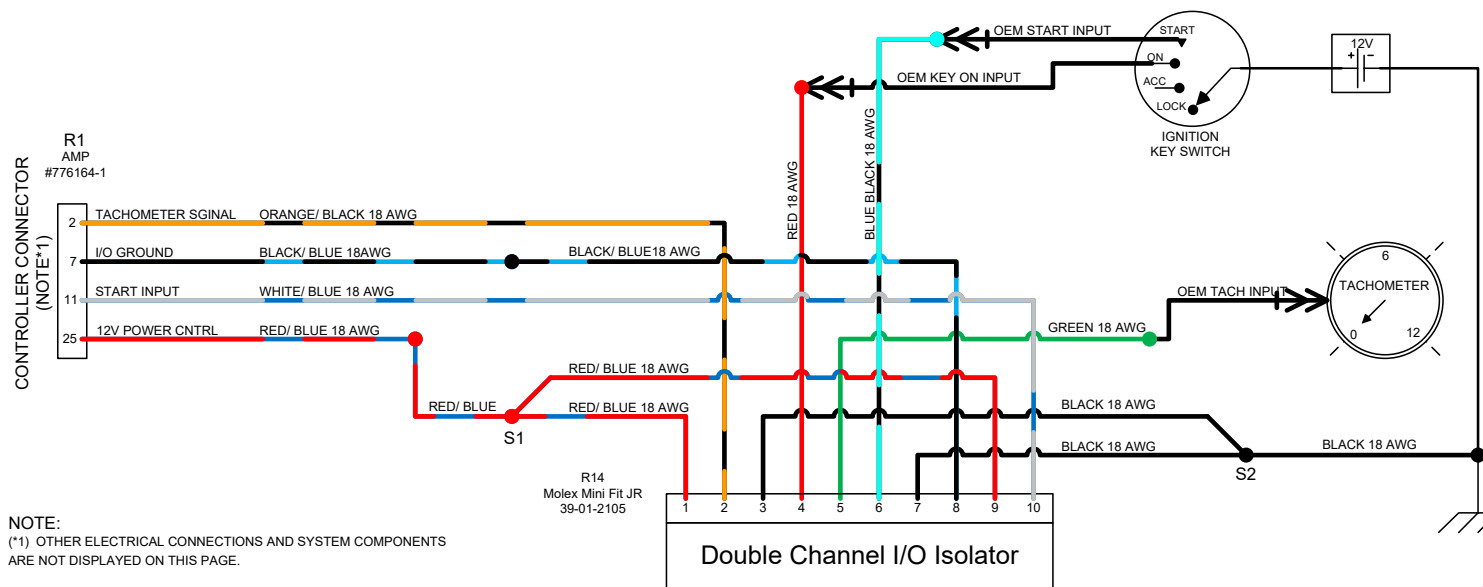 OEM START INPUT
START
12V
+ -
ON
OEM KEY ON INPUT
ACC
LOCK
IGNITION
KEY SWITCH
R1
AMP
#776164-1
CONTROLLER CONNECTOR
(NOTE*1)
RED 18 AWG
BLUE BLACK 18 AWG
2 TACHOMETER SGINAL ORANGE/ BLACK 18 AWG
7 I/O GROUND BLACK/ BLUE 18AWG BLACK/ BLUE18 AWG
11 START INPUT WHITE/ BLUE 18 AWG
25 12V POWER CNTRL RED/ BLUE 18 AWG
6
TACHOMETER
0 12
OEM TACH INPUT
GREEN 18 AWG
RED/ BLUE 18 AWG
RED/ BLUE
RED/ BLUE 18 AWG
S1
BLACK 18 AWG
BLACK 18 AWG
BLACK 18 AWG
S2
R14
Molex Mini Fit JR
39-01-2105
1 2 3 4 5 6 7 8 9 10
Double Channel I/O Isolator
NOTE:
(*1) OTHER ELECTRICAL CONNECTIONS AND SYSTEM COMPONENTS
ARE NOT DISPLAYED ON THIS PAGE.